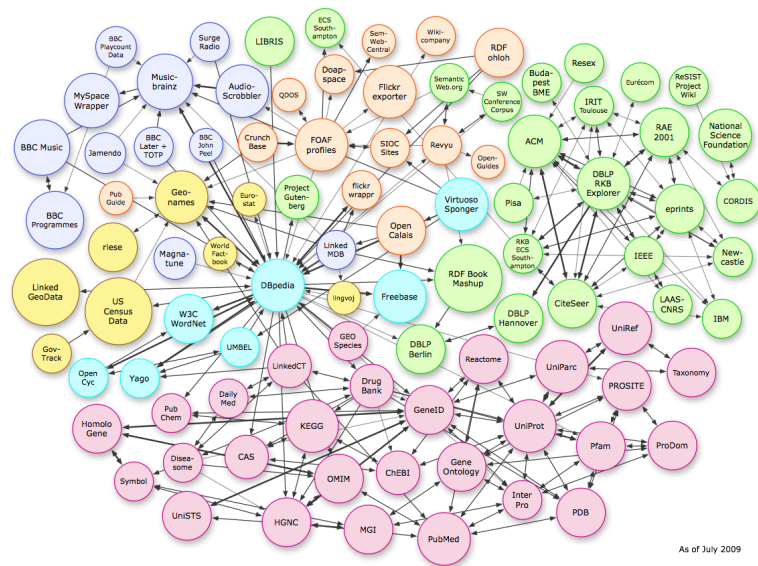 BBC
Playcount
Data
Surge
Radio
LIBRIS
ECS
South-
ampton
Sem-
Web-
Central
Wiki-
company
RDF
ohloh
Music-
brainz
Doap-
space
Flickr
exporter
Semantic
Web.org
Buda-
pest
BME
Resex
Eurécom
ReSIST
Project
Wiki
MySpace
Wrapper
Audio-
Scrobbler
QDOS
SW
Conference
Corpus
IRIT
Toulouse
RAE
2001
National
Science
Foundation
BBC Music
Jamendo
BBC
Later +
TOTP
BBC
John
Peel
Crunch
Base
FOAF
profiles
SIOC
Sites
Revyu
Open-
Guides
ACM
DBLP
RKB
Explorer
BBC
Programmes
Pub
Guide
Geo-
names
Euro-
stat
Project
Guten-
berg
flickr
wrappr
Virtuoso
Sponger
Pisa
eprints
CORDIS
riese
Magna-
tune
World
Fact-
book
Linked
MDB
Open
Calais
RKB
ECS
South-
ampton
IEEE
New-
castle
Linked
GeoData
US
Census
Data
DBpedia
lingvoj
Freebase
RDF Book
Mashup
CiteSeer
LAAS-
CNRS
IBM
W3C
WordNet
DBLP
Hannover
UniRef
Gov-
Track
Open
Cyc
Yago
UMBEL
GEO
Species
DBLP
Berlin
Reactome
UniParc
Taxonomy
LinkedCT
Drug
Bank
PROSITE
Daily
Med
Pub
Chem
GeneID
Homolo
Gene
KEGG
UniProt
Pfam
ProDom
Disea-
some
CAS
ChEBI
Gene
Ontology
Symbol
OMIM
Inter
Pro
UniSTS
HGNC
MGI
PubMed
PDB
As of July 2009